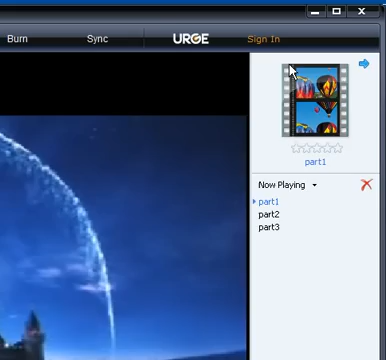 Burn Sync URGE Sign In
part1
Now Playing
part1
part2
part3